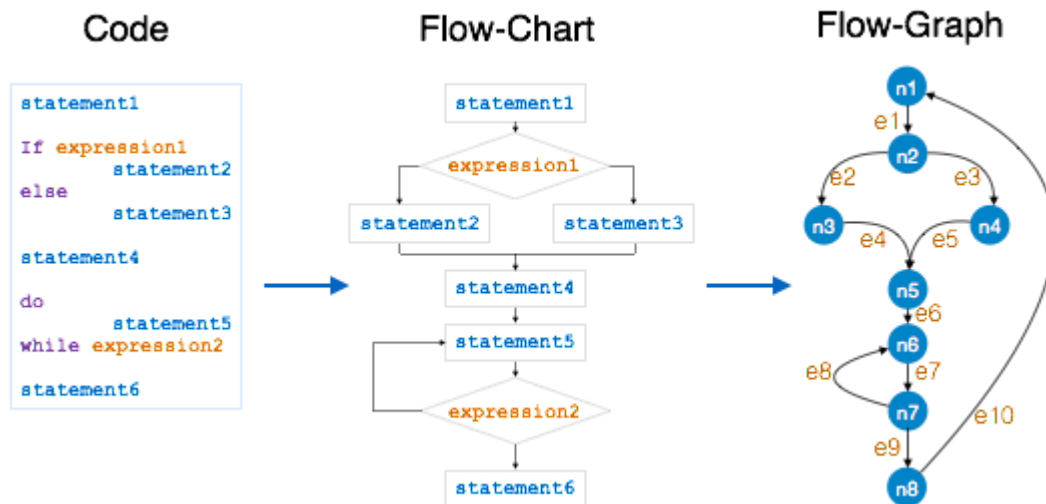 Code
statement1
If expression1
statement2
else
statement3
statement4
do
statement5
while expression2
statement6
Flow-Chart
statement1
expression1
statement2
statement3
statement4
statement5
expression2
statement6
Flow-Graph
n1
e1
n2
e2
e3
n3
n4
e4
e5
n5
e6
n6
e8
e7
n7
e10
e9
n8